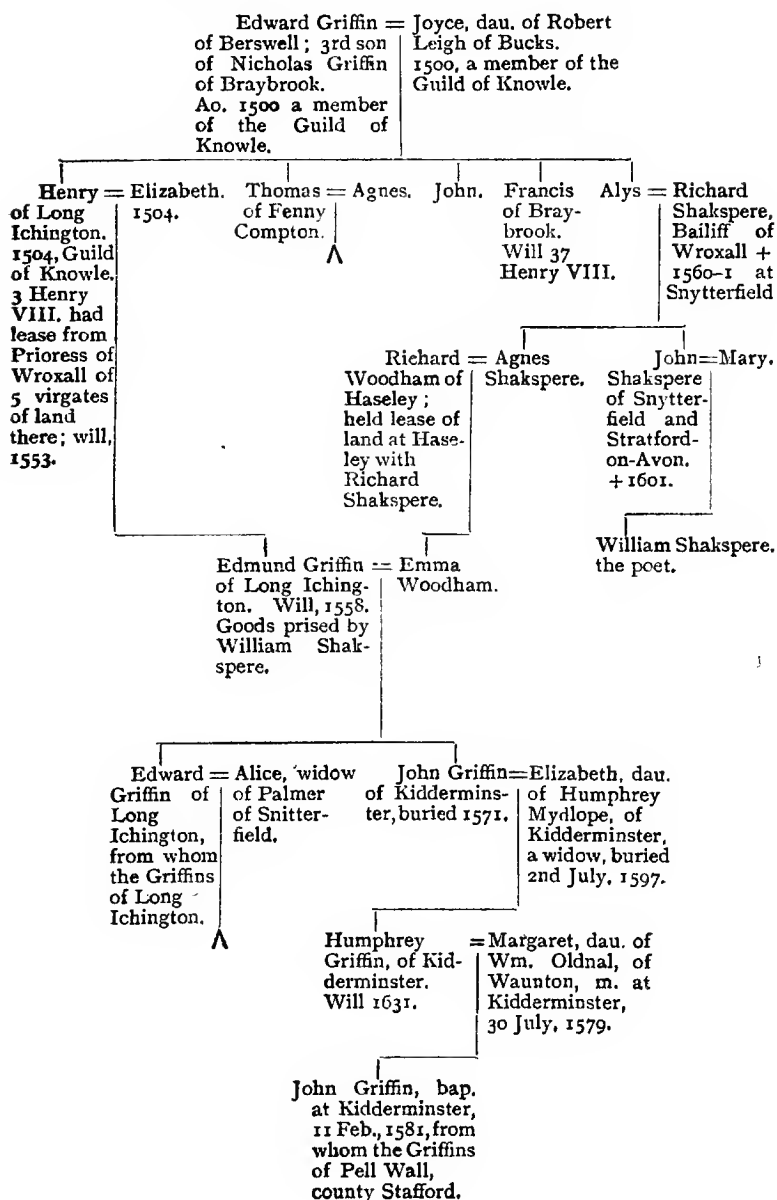 Edward Griffin =
of Berswell; 3rd son
of Nicholas Griffin
of Braybrook.
Ao. 1500 a member
of the Guild of
Knowle.
Joyce, dau. of Robert
Leigh of Bucks.
1500, a member of the
Guild of Knowle.
Henry =
of Long
Ichington.
1504, Guild
of Knowle.
3 Henry
VIII. had
lease from
Prioress of
Wroxall of
5 virgates
of land
there; will,
1553.
Elizabeth.
1504.
Thomas =
of Fenny
Compton.
Agnes.
John.
Francis
of Bray-
brook.
Will 37
Henry VIII.
Alys =
Richard
Shakspere,
Bailiff of
Wroxall +
1560-1 at
Snytterfield
Richard =
Woodham of
Haseley;
held lease of
land at Hase-
ley with
Richard
Shakspere.
Agnes
Shakspere.
John=Mary.
Shakspere
of Snytter-
field and
Stratford-
on-Avon.
+ 1601.
William Shakspere.
the poet.
Edmund Griffin =
of Long Iching-
ton. Will, 1558.
Goods prised by
William Shak-
spere.
Emma
Woodham.
Edward =
Griffin of
Long
Ichington,
from whom
the Griffins
of Long
Ichington.
Alice, widow
of Palmer
of Snitter-
field.
John Griffin=
of Kiddermins-
ter, buried 1571.
Elizabeth, dau.
of Humphrey
Mydlope, of
Kidderminster,
a widow, buried
2nd July, 1597.
Humphrey
Griffin, of Kid-
derminster.
Will 1631.
=Margaret, dau. of
Wm. Oldnal, of
Waunton, m. at
Kidderminster,
30 July, 1579.
John Griffin, bap.
at Kidderminster,
11 Feb., 1581, from
whom the Griffins
of Pell Wall,
county Stafford.